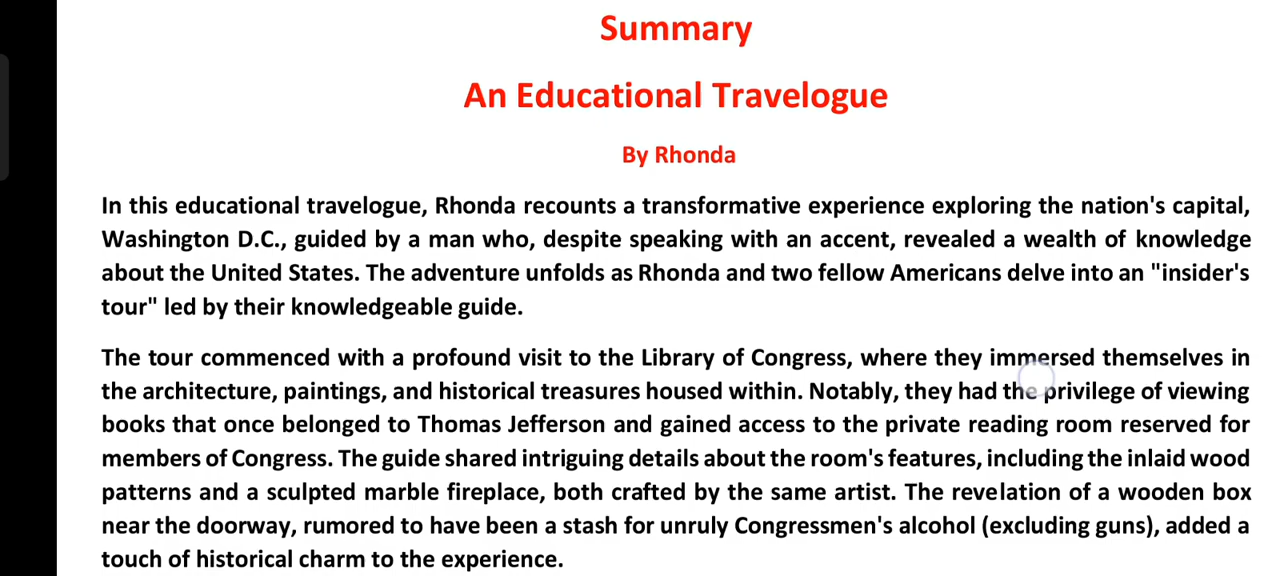 Summary
An Educational Travelogue
By Rhonda
In this educational travelogue, Rhonda recounts a transformative experience exploring the nation's capital,
Washington D.C., guided by a man who, despite speaking with an accent, revealed a wealth of knowledge
about the United States. The adventure unfolds as Rhonda and two fellow Americans delve into an "insider's
tour" led by their knowledgeable guide.
The tour commenced with a profound visit to the Library of Congress, where they immersed themselves in
the architecture, paintings, and historical treasures housed within. Notably, they had the privilege of viewing
books that once belonged to Thomas Jefferson and gained access to the private reading room reserved for
members of Congress. The guide shared intriguing details about the room's features, including the inlaid wood
patterns and a sculpted marble fireplace, both crafted by the same artist. The revelation of a wooden box
near the doorway, rumored to have been a stash for unruly Congressmen's alcohol (excluding guns), added a
touch of historical charm to the experience.